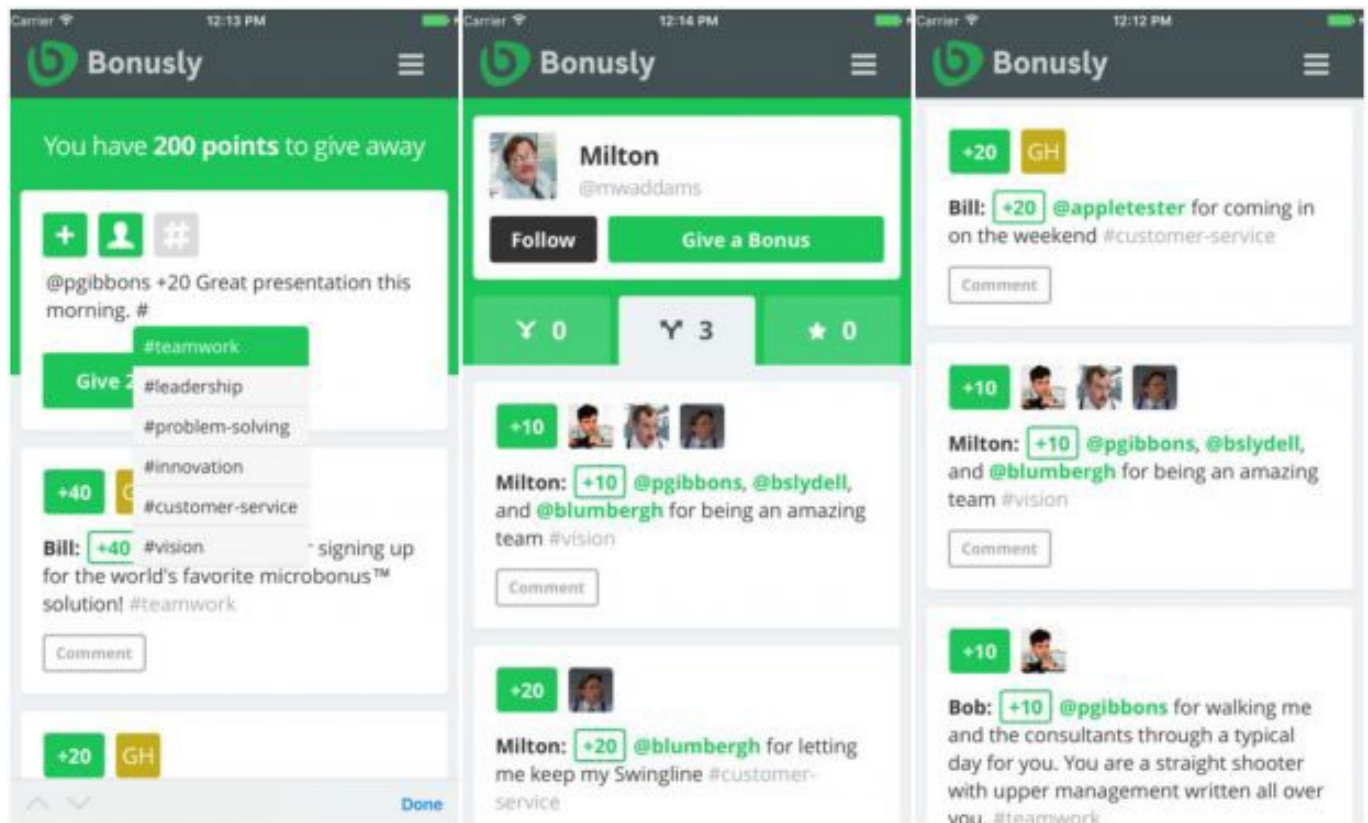 Carrier 12:13 PM
Bonusly
You have 200 points to give away
+ #
@pgibbons +20 Great presentation this
morning. #
#teamwork
Give 2
#leadership
#problem-solving
#innovation
#customer-service
#vision
+40
Bill: +40 signing up
for the world's favorite microbonus™
solution! #teamwork
Comment
+20 GH
Done
Carrier 12:14 PM
Bonusly
Milton
@mwaddams
Follow Give a Bonus
0 3 0
+10
Milton: +10 @pgibbons, @bslydell,
and @blumbergh for being an amazing
team #vision
Comment
+20
Milton: +20 @blumbergh for letting
me keep my Swingline #customer-
service
Carrier 12:12 PM
Bonusly
+20 GH
Bill: +20 @appletester for coming in
on the weekend #customer-service
Comment
+10
Milton: +10 @pgibbons, @bslydell,
and @blumbergh for being an amazing
team #vision
Comment
+10
Bob: +10 @pgibbons for walking me
and the consultants through a typical
day for you. You are a straight shooter
with upper management written all over
you. #teamwork